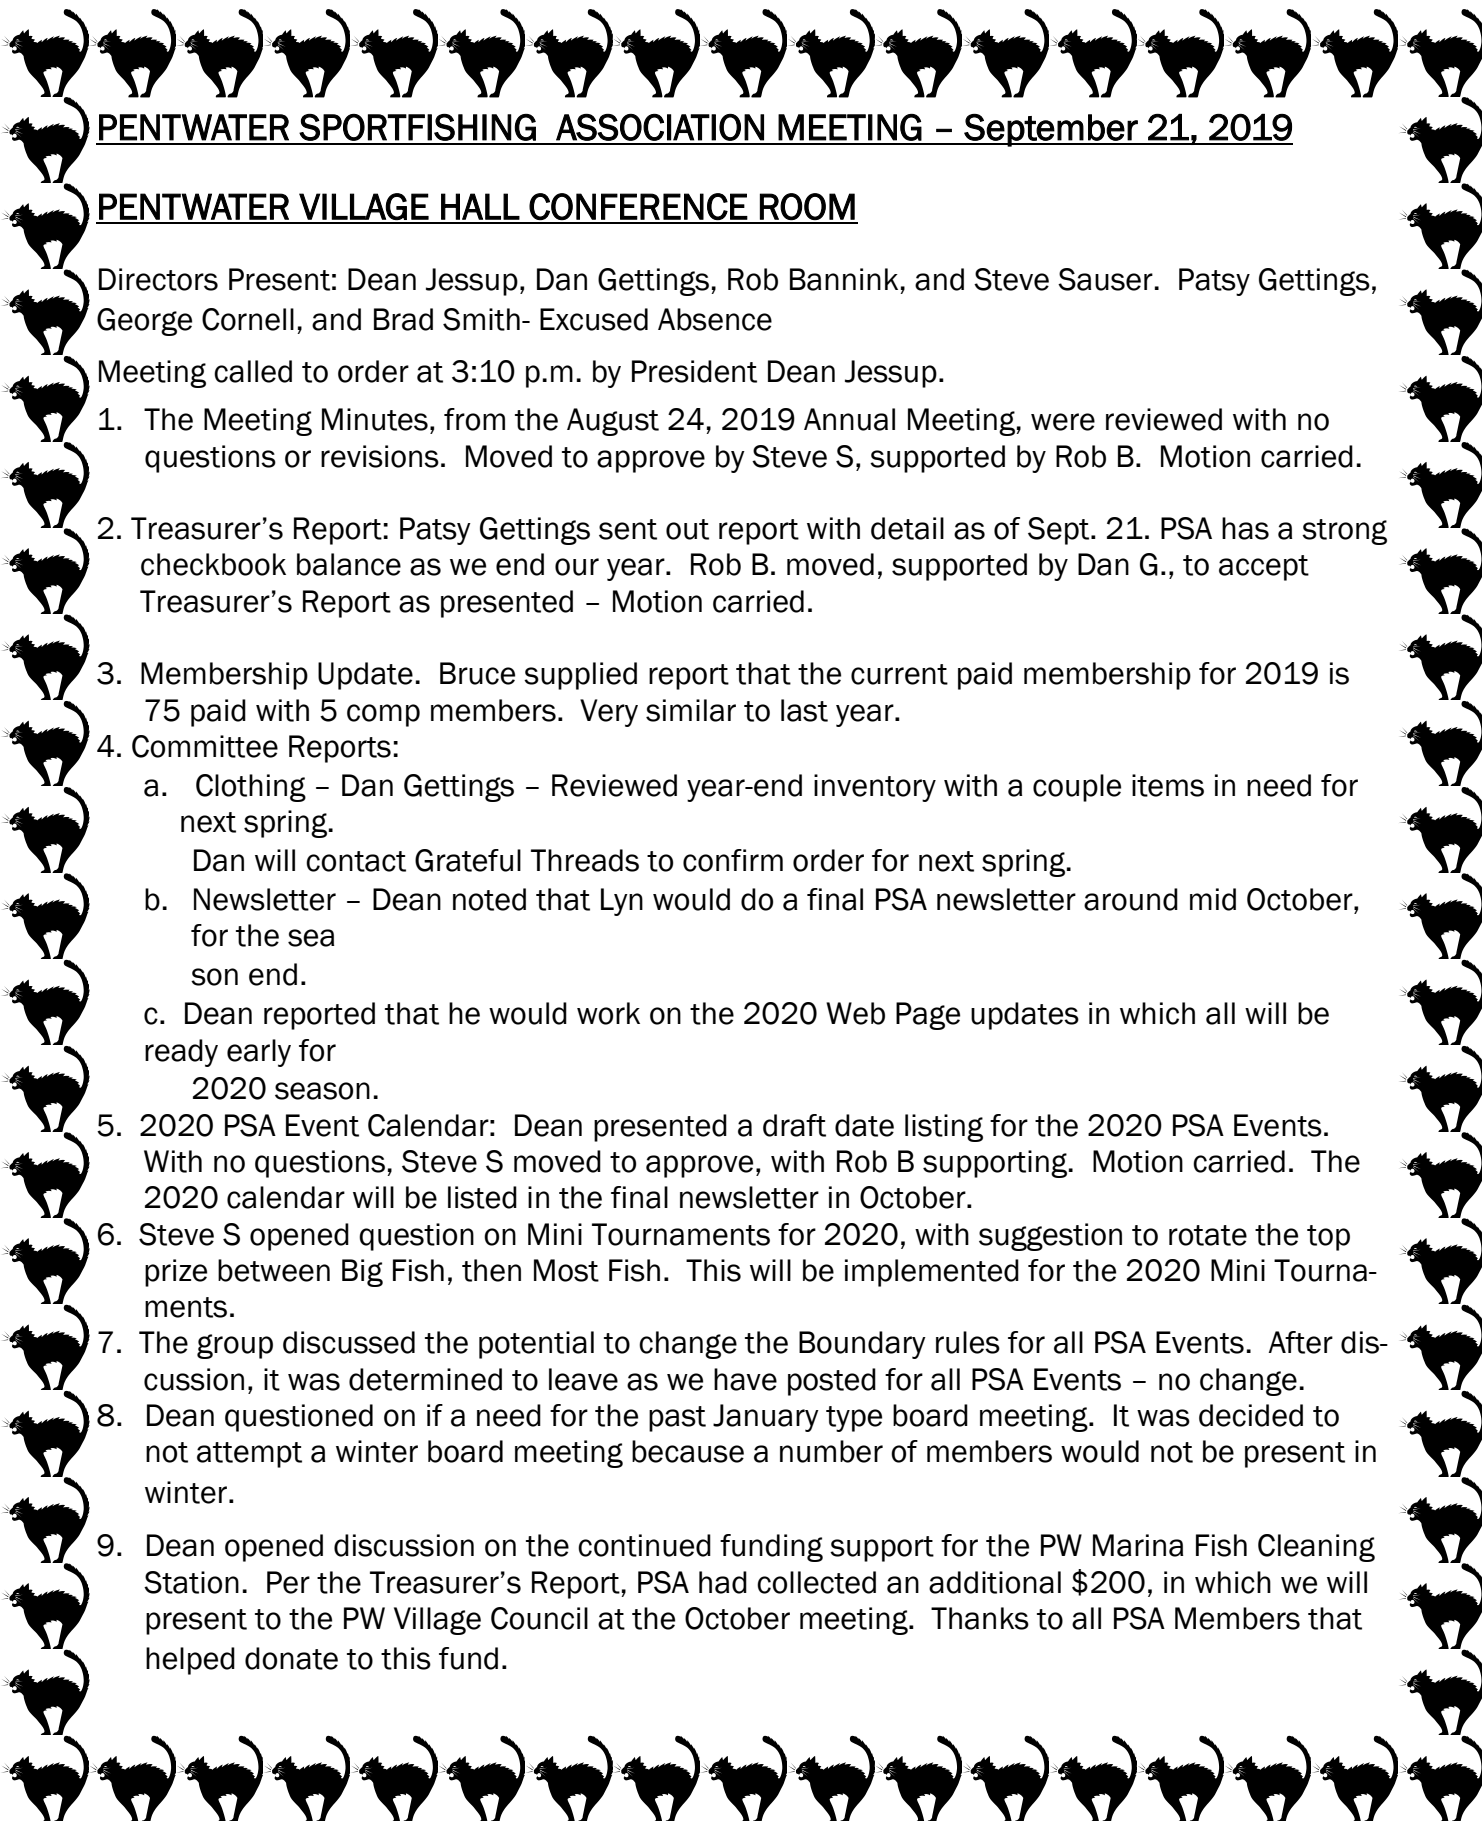 PENTWATER SPORTFISHING  ASSOCIATION MEETING – September 21, 2019
PENTWATER VILLAGE HALL CONFERENCE ROOM
Directors Present: Dean Jessup, Dan Gettings, Rob Bannink, and Steve Sauser.  Patsy Gettings,
George Cornell, and Brad Smith- Excused Absence
Meeting called to order at 3:10 p.m. by President Dean Jessup.
1.  The Meeting Minutes, from the August 24, 2019 Annual Meeting, were reviewed with no
questions or revisions.  Moved to approve by Steve S, supported by Rob B.  Motion carried.
2. Treasurer’s Report: Patsy Gettings sent out report with detail as of Sept. 21. PSA has a strong
checkbook balance as we end our year.  Rob B. moved, supported by Dan G., to accept
Treasurer’s Report as presented – Motion carried.
3.  Membership Update.  Bruce supplied report that the current paid membership for 2019 is
75 paid with 5 comp members.  Very similar to last year.
4. Committee Reports:
a.   Clothing – Dan Gettings – Reviewed year-end inventory with a couple items in need for
next spring.
Dan will contact Grateful Threads to confirm order for next spring.
b.  Newsletter – Dean noted that Lyn would do a final PSA newsletter around mid October,
for the sea
son end.
c.  Dean reported that he would work on the 2020 Web Page updates in which all will be
ready early for
2020 season.
5.  2020 PSA Event Calendar:  Dean presented a draft date listing for the 2020 PSA Events.
With no questions, Steve S moved to approve, with Rob B supporting.  Motion carried.  The
2020 calendar will be listed in the final newsletter in October.
6.  Steve S opened question on Mini Tournaments for 2020, with suggestion to rotate the top
prize between Big Fish, then Most Fish.  This will be implemented for the 2020 Mini Tourna-
ments.
7.  The group discussed the potential to change the Boundary rules for all PSA Events.  After dis-
cussion, it was determined to leave as we have posted for all PSA Events – no change.
8.  Dean questioned on if a need for the past January type board meeting.  It was decided to
not attempt a winter board meeting because a number of members would not be present in
winter.
9.  Dean opened discussion on the continued funding support for the PW Marina Fish Cleaning
Station.  Per the Treasurer’s Report, PSA had collected an additional $200, in which we will
present to the PW Village Council at the October meeting.  Thanks to all PSA Members that
helped donate to this fund.